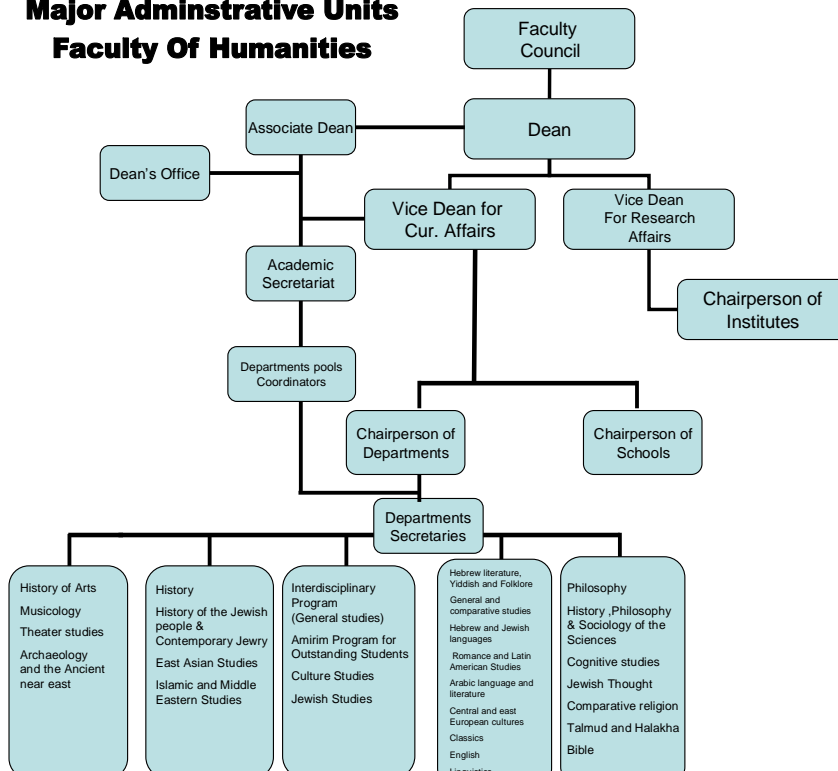 Major Adminstrative Units
Faculty Of Humanities
Faculty
Council
Associate Dean
Dean
Dean's Office
Vice Dean for
Cur. Affairs
Vice Dean
For Research
Affairs
Academic
Secretariat
Chairperson of
Institutes
Departments pools
Coordinators
Chairperson of
Departments
Chairperson of
Schools
Departments
Secretaries
History of Arts
Musicology
Theater studies
Archaeology
and the Ancient
near east
History
History of the Jewish
people &
Contemporary Jewry
East Asian Studies
Islamic and Middle
Eastern Studies
Interdisciplinary
Program
(General studies)
Amirim Program for
Outstanding Students
Culture Studies
Jewish Studies
Hebrew literature,
Yiddish and Folklore
General and
comparative studies
Hebrew and Jewish
languages
Romance and Latin
American Studies
Arabic language and
literature
Central and east
European cultures
Classics
English
Linguistics
Philosophy
History ,Philosophy
& Sociology of the
Sciences
Cognitive studies
Jewish Thought
Comparative religion
Talmud and Halakha
Bible